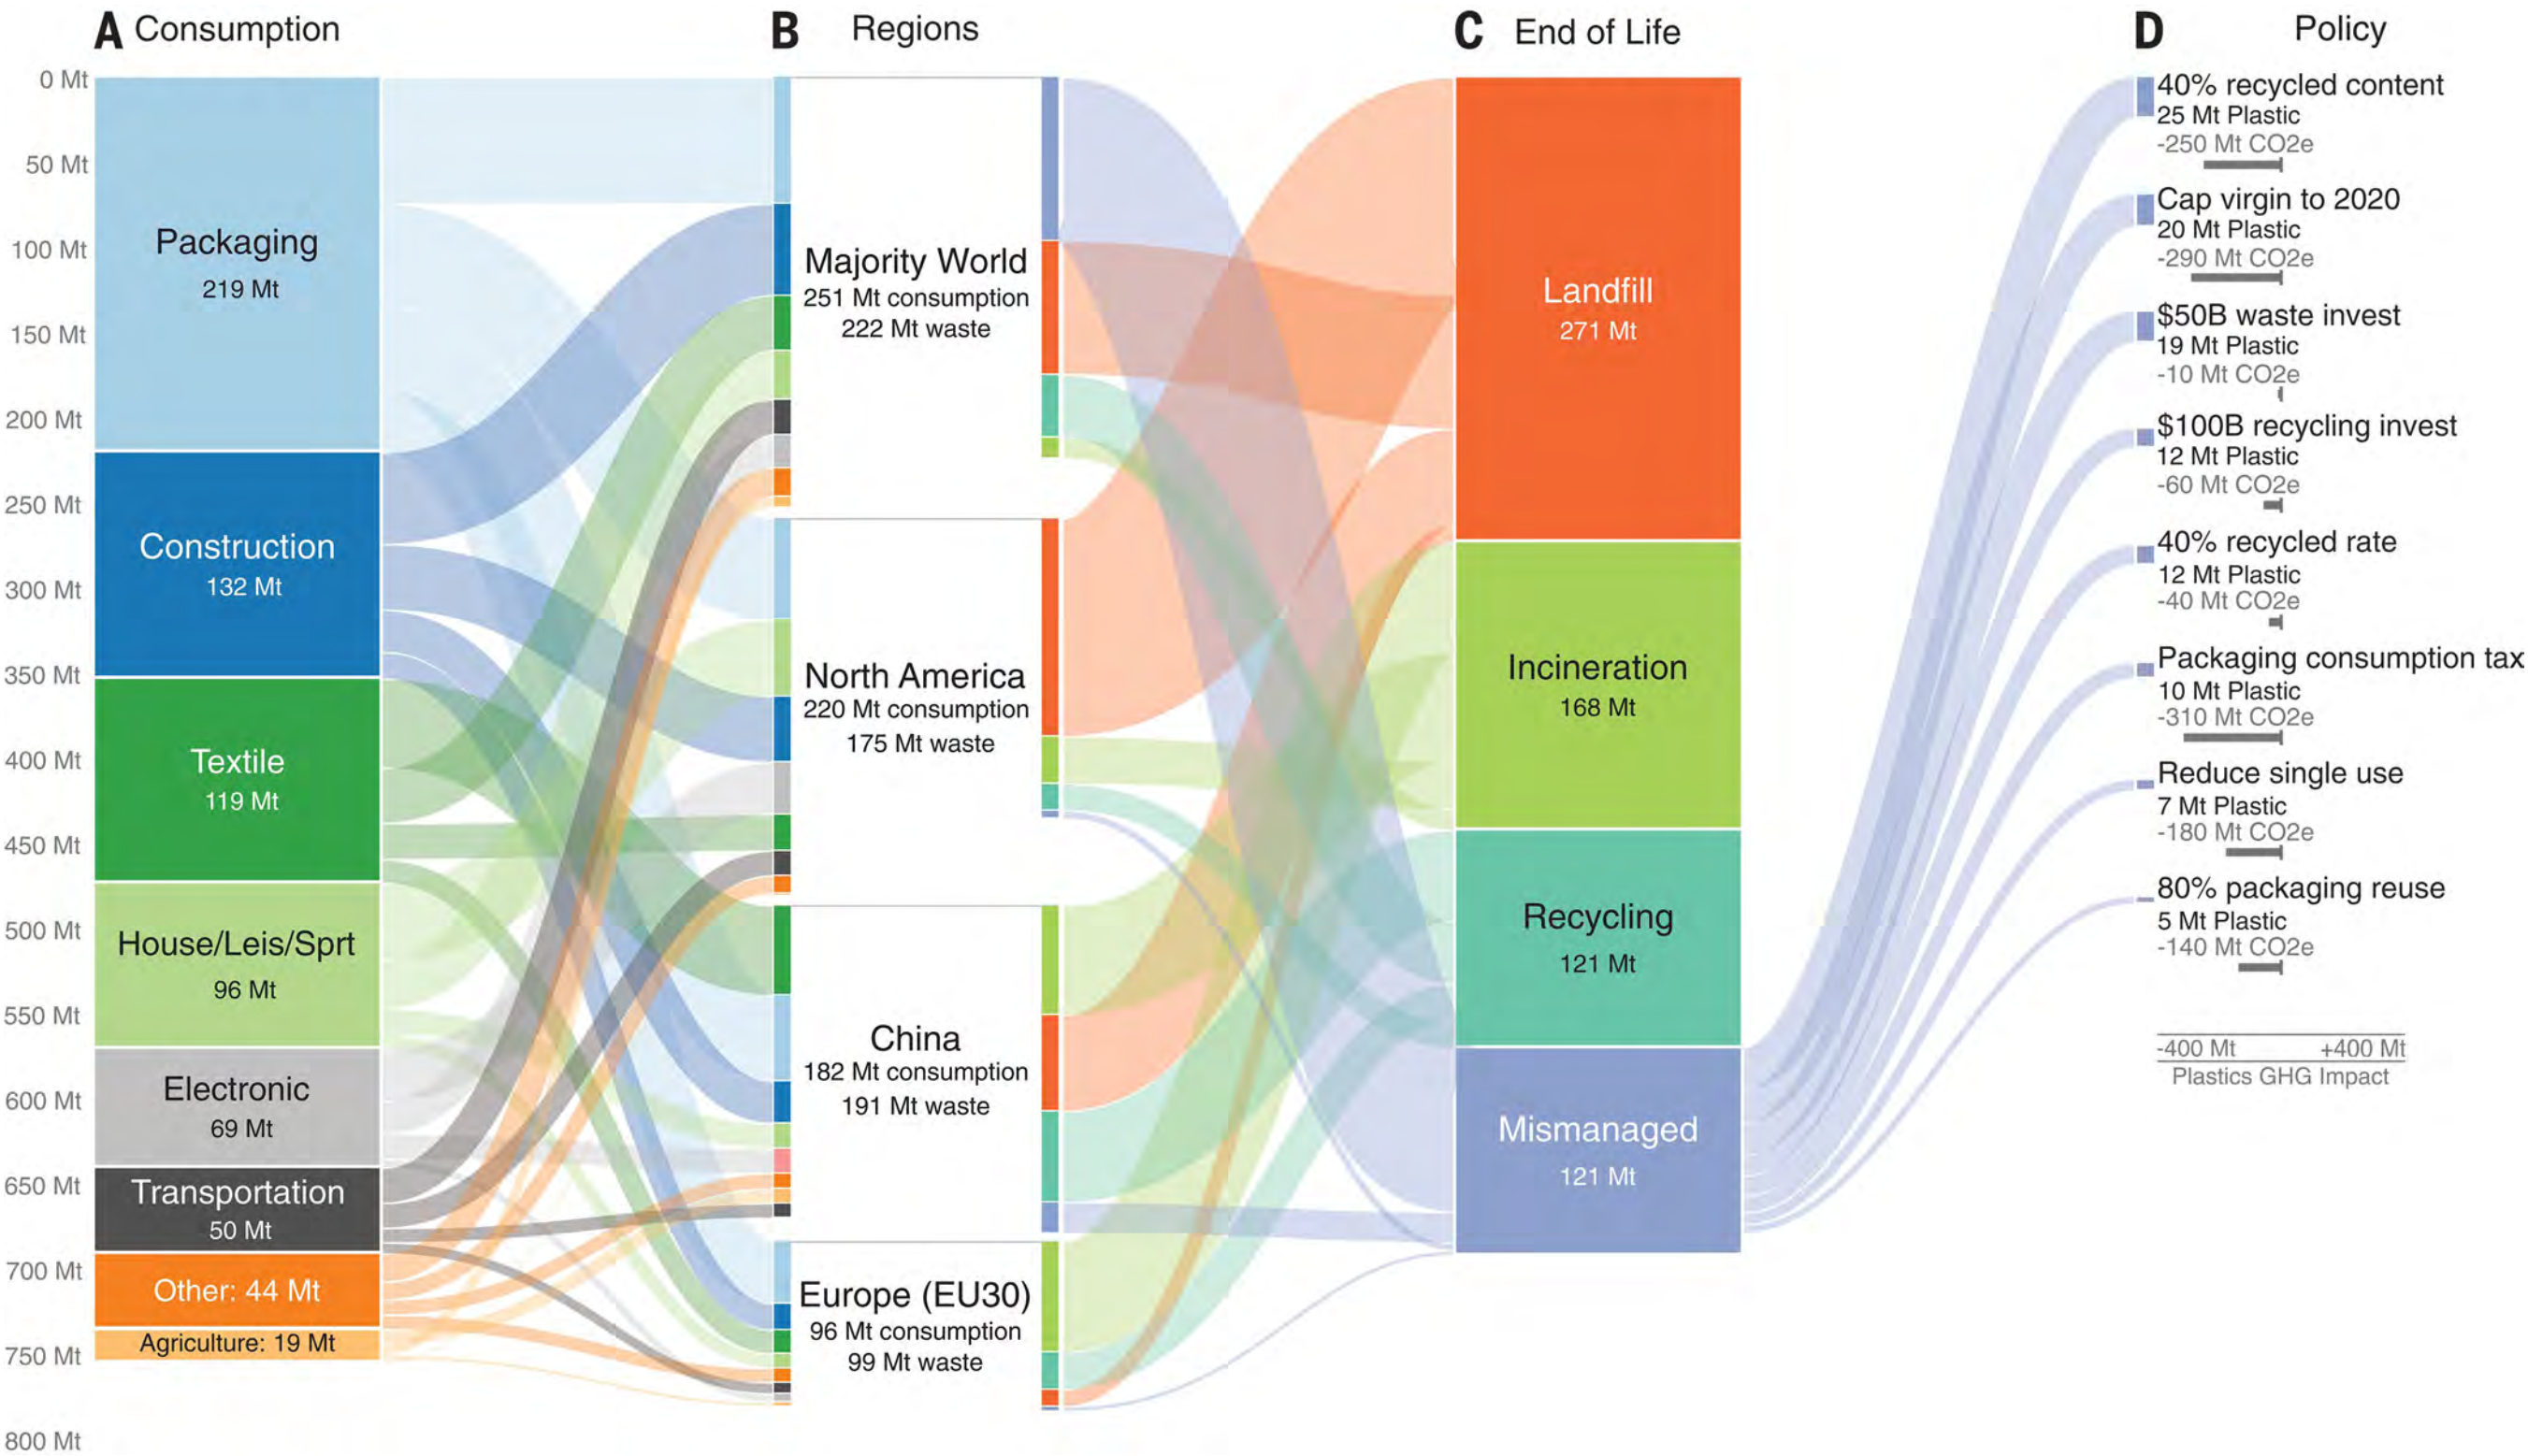 A Consumption
B Regions
C End of Life
D Policy
0 Mt
50 Mt
100 Mt
150 Mt
200 Mt
250 Mt
300 Mt
350 Mt
400 Mt
450 Mt
500 Mt
550 Mt
600 Mt
650 Mt
700 Mt
750 Mt
800 Mt
Packaging
219 Mt
Construction
132 Mt
Textile
119 Mt
House/Leis/Sprt
96 Mt
Electronic
69 Mt
Transportation
50 Mt
Other: 44 Mt
Agriculture: 19 Mt
Majority World
251 Mt consumption
222 Mt waste
North America
220 Mt consumption
175 Mt waste
China
182 Mt consumption
191 Mt waste
Europe (EU30)
96 Mt consumption
99 Mt waste
Landfill
271 Mt
Incineration
168 Mt
Recycling
121 Mt
Mismanaged
121 Mt
40% recycled content
25 Mt Plastic
-250 Mt CO2e
Cap virgin to 2020
20 Mt Plastic
-290 Mt CO2e
$50B waste invest
19 Mt Plastic
-10 Mt CO2e
$100B recycling invest
12 Mt Plastic
-60 Mt CO2e
40% recycled rate
12 Mt Plastic
-40 Mt CO2e
Packaging consumption tax
10 Mt Plastic
-310 Mt CO2e
Reduce single use
7 Mt Plastic
-180 Mt CO2e
80% packaging reuse
5 Mt Plastic
-140 Mt CO2e
-400 Mt +400 Mt
Plastics GHG Impact